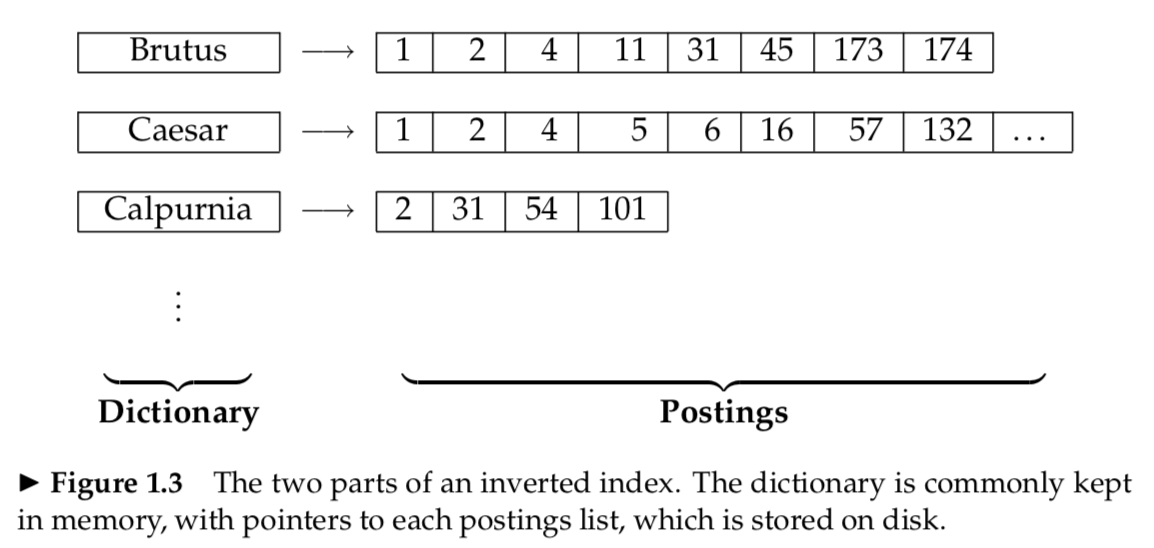 Brutus ⟶ 1 2 4 11 31 45 173 174
Caesar ⟶ 1 2 4 5 6 16 57 132 ...
Calpurnia ⟶ 2 31 54 101
⋮
Dictionary Postings
► Figure 1.3 The two parts of an inverted index. The dictionary is commonly kept
in memory, with pointers to each postings list, which is stored on disk.